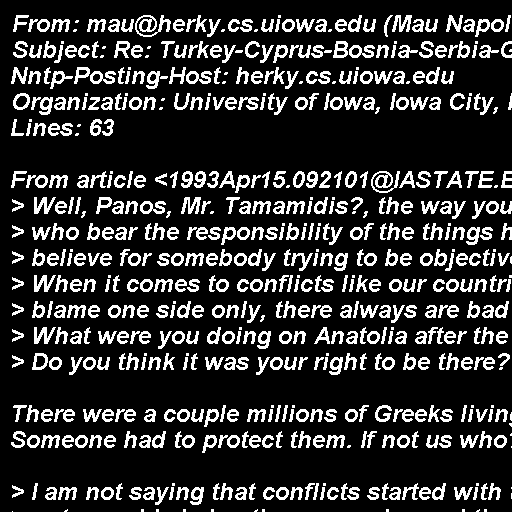 From: mau@herky.cs.uiowa.edu (Mau Napol
Subject: Re: Turkey-Cyprus-Bosnia-Serbia-G
Nntp-Posting-Host: herky.cs.uiowa.edu
Organization: University of Iowa, Iowa City, I
Lines: 63

From article <1993Apr15.092101@IASTATE.E
> Well, Panos, Mr. Tamamidis?, the way you
> who bear the responsibility of the things h
> believe for somebody trying to be objectiv
> When it comes to conflicts like our countri
> blame one side only, there always are bad
> What were you doing on Anatolia after the
> Do you think it was your right to be there?

There were a couple millions of Greeks livin
Someone had to protect them. If not us who?

> I am not saying that conflicts started with